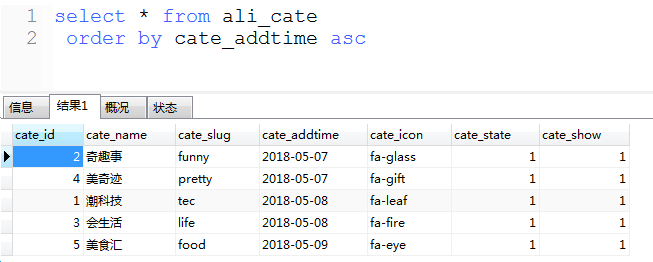 1 select * from ali_cate
2 order by cate_addtime asc
信息 结果1 概况 状态
cate_id cate_name cate_slug cate_addtime cate_icon cate_state cate_show
2 奇趣事 funny 2018-05-07 fa-glass 1 1
4 美奇迹 pretty 2018-05-07 fa-gift 1 1
1 潮科技 tec 2018-05-08 fa-leaf 1 1
3 会生活 life 2018-05-08 fa-fire 1 1
5 美食汇 food 2018-05-09 fa-eye 1 1